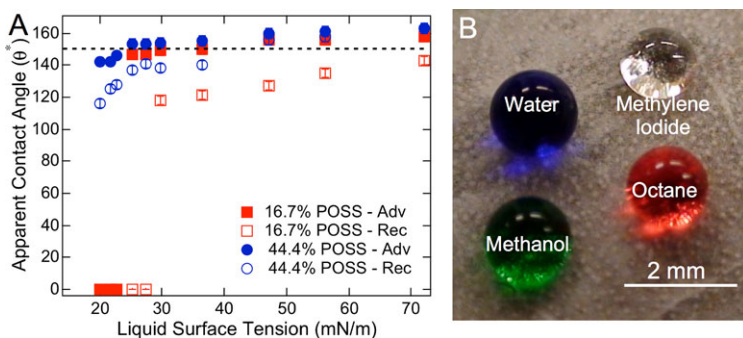 A
Apparent Contact Angle (θ*)
160
140
120
100
80
60
40
20
0
16.7% POSS - Adv
16.7% POSS - Rec
44.4% POSS - Adv
44.4% POSS - Rec
20 30 40 50 60 70
Liquid Surface Tension (mN/m)
B
Water
Methylene
Iodide
Octane
Methanol
2 mm